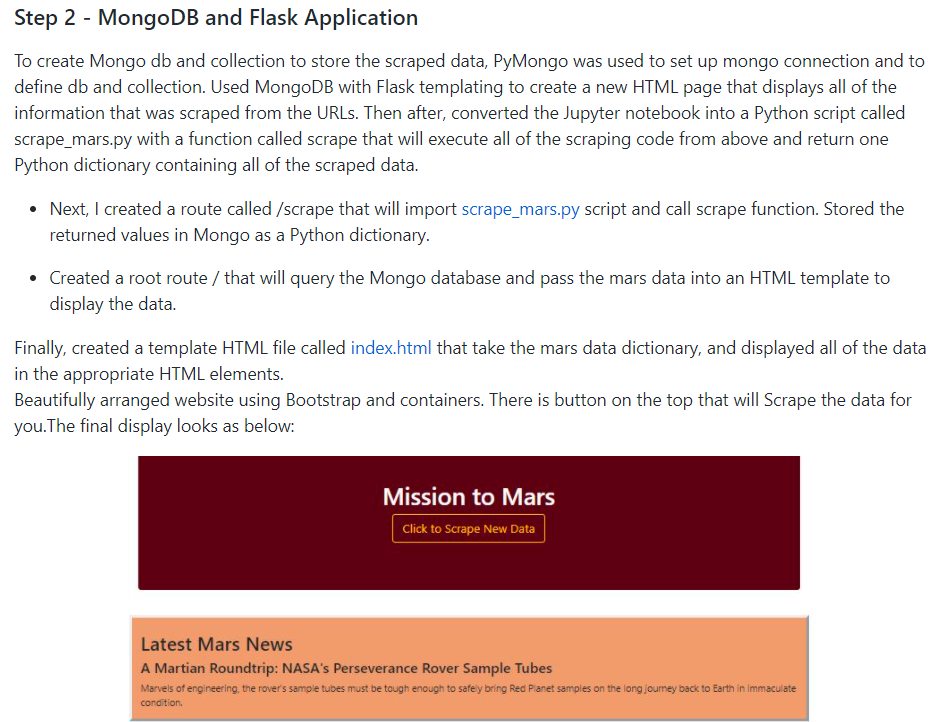 Step 2 - MongoDB and Flask Application
To create Mongo db and collection to store the scraped data, PyMongo was used to set up mongo connection and to
define db and collection. Used MongoDB with Flask templating to create a new HTML page that displays all of the
information that was scraped from the URLs. Then after, converted the Jupyter notebook into a Python script called
scrape_mars.py with a function called scrape that will execute all of the scraping code from above and return one
Python dictionary containing all of the scraped data.
• Next, I created a route called /scrape that will import scrape_mars.py script and call scrape function. Stored the
returned values in Mongo as a Python dictionary.
• Created a root route / that will query the Mongo database and pass the mars data into an HTML template to
display the data.
Finally, created a template HTML file called index.html that take the mars data dictionary, and displayed all of the data
in the appropriate HTML elements.
Beautifully arranged website using Bootstrap and containers. There is button on the top that will Scrape the data for
you.The final display looks as below:
Mission to Mars
Click to Scrape New Data
Latest Mars News
A Martian Roundtrip: NASA's Perseverance Rover Sample Tubes
Marvels of engineering, the rover's sample tubes must be tough enough to safely bring Red Planet samples on the long journey back to Earth in immaculate
condition.